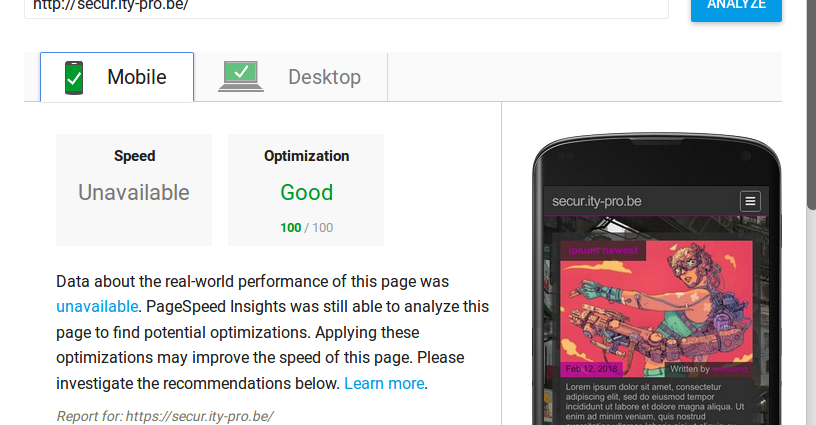 http://secur.ity-pro.be/
ANALYZE
Mobile
Desktop
Speed
Unavailable
Optimization
Good
100 / 100
Data about the real-world performance of this page was
unavailable. PageSpeed Insights was still able to analyze this
page to find potential optimizations. Applying these
optimizations may improve the speed of this page. Please
investigate the recommendations below. Learn more.
Report for: https://secur.ity-pro.be/
secur.ity-pro.be
ipsum newest
Feb 12, 2018
Written by
Lorem ipsum dolor sit amet, consectetur
adipiscing elit, sed do eiusmod tempor
incididunt ut labore et dolore magna aliqua. Ut
enim ad minim veniam, quis nostrud